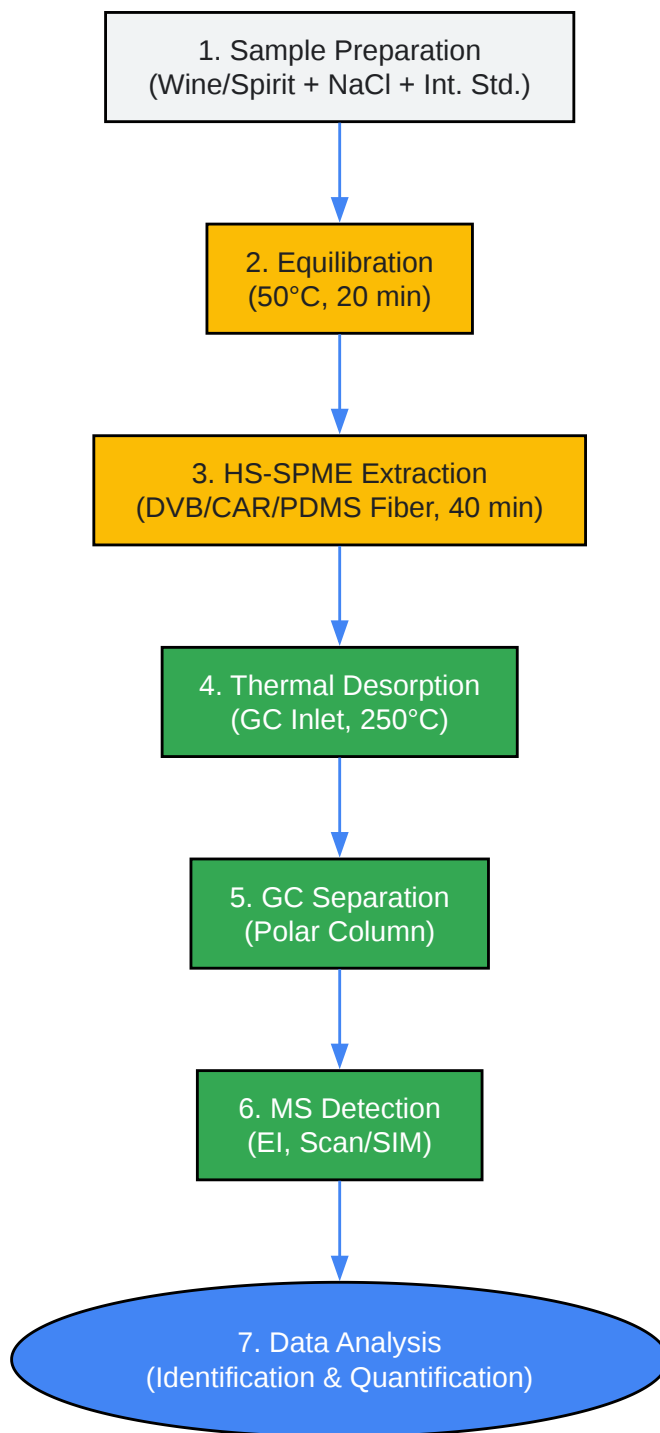 1. Sample Preparation
(Wine/Spirit + NaCl + Int. Std.)
2. Equilibration
(50°C, 20 min)
3. HS-SPME Extraction
(DVB/CAR/PDMS Fiber, 40 min)
4. Thermal Desorption
(GC Inlet, 250°C)
5. GC Separation
(Polar Column)
6. MS Detection
(EI, Scan/SIM)
7. Data Analysis
(Identification & Quantification)